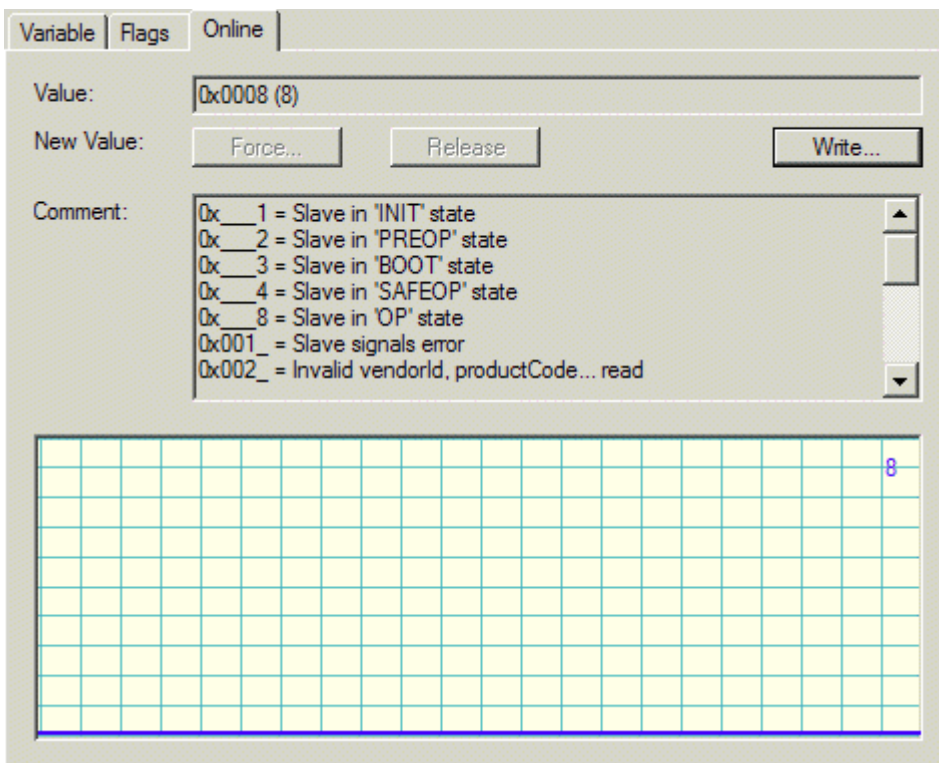 Variable Flags Online
Value: 0x0008 (8)
New Value: Force... Release Write...
Comment: 0x___1 = Slave in 'INIT' state
0x___2 = Slave in 'PREOP' state
0x___3 = Slave in 'BOOT' state
0x___4 = Slave in 'SAFEOP' state
0x___8 = Slave in 'OP' state
0x001_ = Slave signals error
0x002_ = Invalid vendorId, productCode... read
8